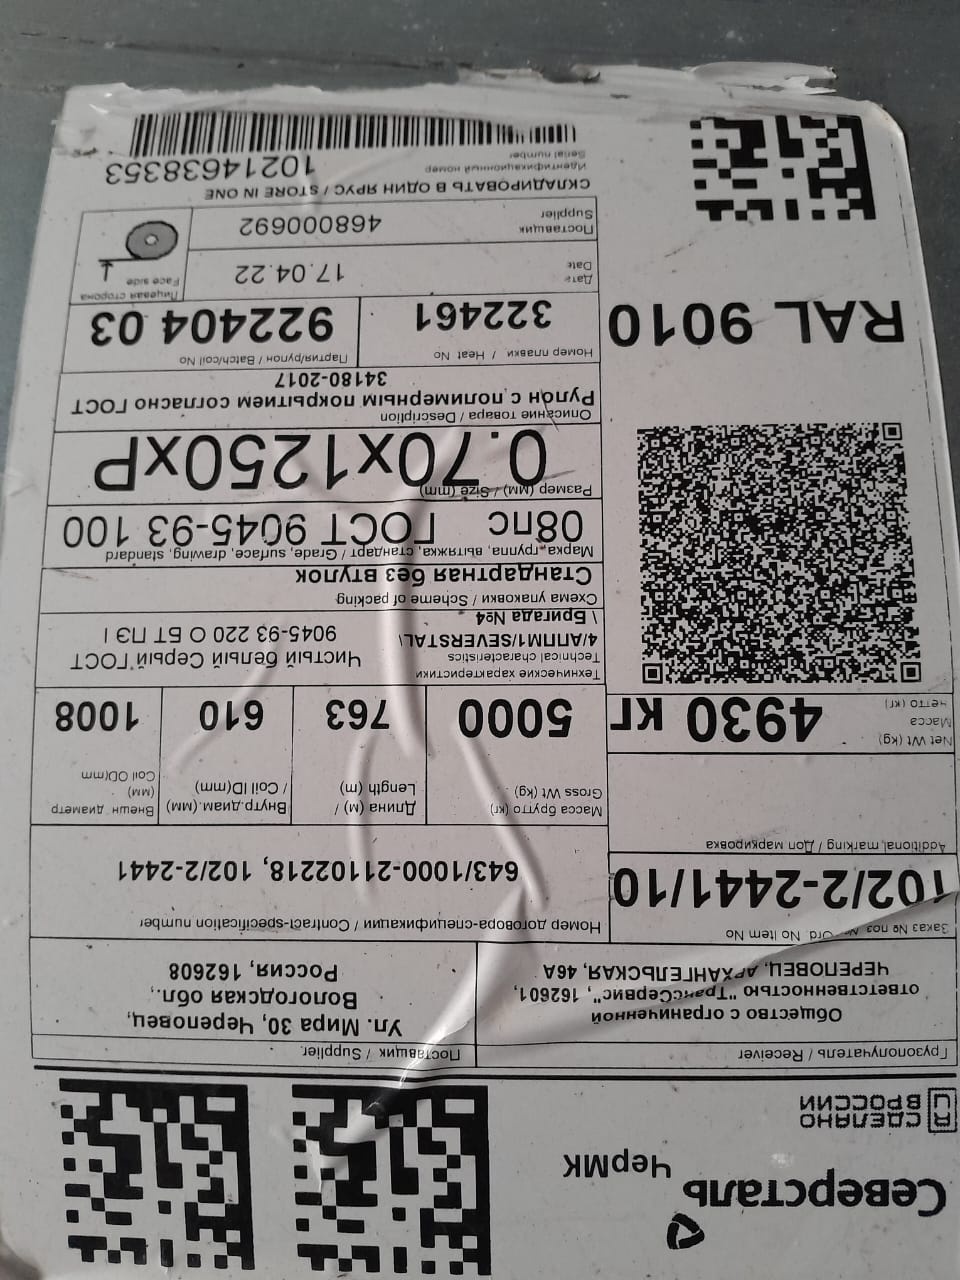 Северсталь
ЧерМК
СДЕЛАНО
В РОССИИ
Грузополучатель / Receiver
Общество с ограниченной
ответственностью "ТрансСервис", 162601,
ЧЕРЕПОВЕЦ, АРХАНГЕЛЬСКАЯ, 46А
Поставщик / Supplier.
Ул. Мира 30, Череповец,
Вологодская обл.,
Россия, 162608
Заказ № поз № Ord. No Item No
102/2-2441/10
Номер договора-спецификации / Contract-specification number
643/1000-21102218, 102/2-2441
Additional marking / Доп маркировка
Масса брутто (кг)
Gross Wt (kg)
5000
Длина (м) /
Length (m)
763
Внутр.диам.(мм)
/ Coil ID(mm)
610
Внешн диаметр
(мм)
Coil OD(mm
1008
Net Wt (kg)
Масса
нетто (кг)
4930 кг
Технические характеристики
Technical characteristics
4/АПП№1/SEVERSTAL\
\ Бригада №4
Чистый белый Серый ГОСТ
9045-93 220 О БТ ПЭ I
Схема упаковки / Scheme of packing
Стандартная без втулок
Марка, группа, вытяжка, стандарт / Grade, surface, drawing, standard
08пс ГОСТ 9045-93 100
Размер (мм) / Size (mm)
0.70x1250xР
Описание товара / Description
Рулон с полимерным покрытием согласно ГОСТ
34180-2017
Номер плавки / Heat No
322461
Партия/рулон / Batch/coil No
922404 03
RAL 9010
Дата
Date
17.04.22
Лицевая сторона
Face side
Поставщик
Supplier
468000692
СКЛАДИРОВАТЬ В ОДИН ЯРУС / STORE IN ONE
Идентификационный номер
Serial number
10214638353